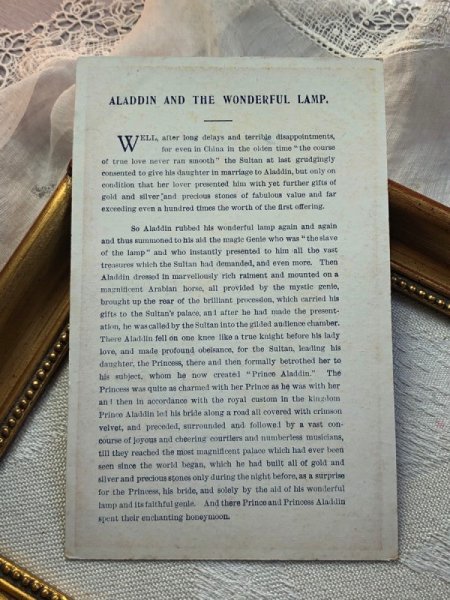 ALADDIN AND THE WONDERFUL LAMP.
WELL, after long delays and terrible disappointments,
for even in China in the olden time "the course
of true love never ran smooth" the Sultan at last grudgingly
consented to give his daughter in marriage to Aladdin, but only on
condition that her lover presented him with yet further gifts of
gold and silver and precious stones of fabulous value and far
exceeding even a hundred times the worth of the first offering.
So Aladdin rubbed his wonderful lamp again and again
and thus summoned to his aid the magic Genie who was "the slave
of the lamp" and who instantly presented to him all the vast
treasures which the Sultan had demanded, and even more. Then
Aladdin dressed in marvellously rich raiment and mounted on a
magnificent Arabian horse, all provided by the mystic genie,
brought up the rear of the brilliant procession, which carried his
gifts to the Sultan's palace, and after he had made the present-
ation, he was called by the Sultan into the gilded audience chamber.
There Aladdin fell on one knee like a true knight before his lady
love, and made profound obeisance, for the Sultan, leading his
daughter, the Princess, there and then formally betrothed her to
his subject, whom he now created "Prince Aladdin." The
Princess was quite as charmed with her Prince as he was with her
and then in accordance with the royal custom in the kingdom
Prince Aladdin led his bride along a road all covered with crimson
velvet, and preceded, surrounded and followed by a vast con-
course of joyous and cheering courtiers and numberless musicians,
till they reached the most magnificent palace which had ever been
seen since the world began, which he had built all of gold and
silver and precious stones only during the night before, as a surprise
for the Princess, his bride, and solely by the aid of his wonderful
lamp and its faithful genie. And there Prince and Princess Aladdin
spent their enchanting honeymoon.